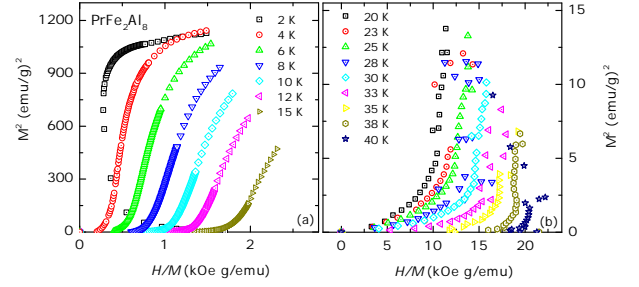 PrFe₂Al₈
2 K
4 K
6 K
8 K
10 K
12 K
15 K
1200
900
600
300
0
0
1
2
M² (emu/g)²
H/M (kOe g/emu)
(a)
20 K
23 K
25 K
28 K
30 K
33 K
35 K
38 K
40 K
15
10
5
0
0
5
10
15
20
M² (emu/g)²
H/M (kOe g/emu)
(b)